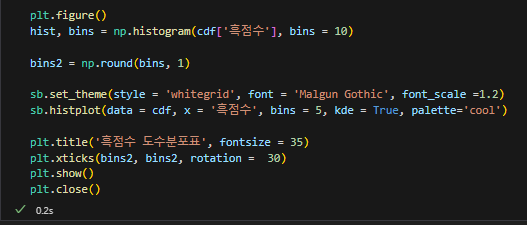 plt.figure()
hist, bins = np.histogram(cdf['흑점수'], bins = 10)
bins2 = np.round(bins, 1)
sb.set_theme(style = 'whitegrid', font = 'Malgun Gothic', font_scale =1.2)
sb.histplot(data = cdf, x = '흑점수', bins = 5, kde = True, palette='cool')
plt.title('흑점수 도수분포표', fontsize = 35)
plt.xticks(bins2, bins2, rotation =  30)
plt.show()
plt.close()
✓ 0.2s